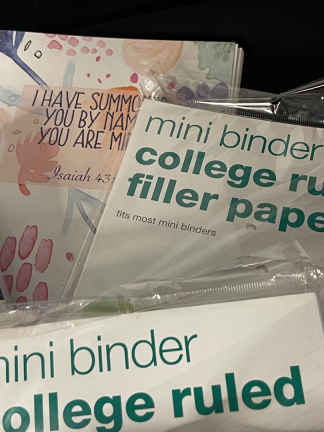 I HAVE SUMMO
YOU BY NAM
YOU ARE MI
Isaiah 43
mini binder
college ru
filler pape
fits most mini binders
mini binder
ollege ruled